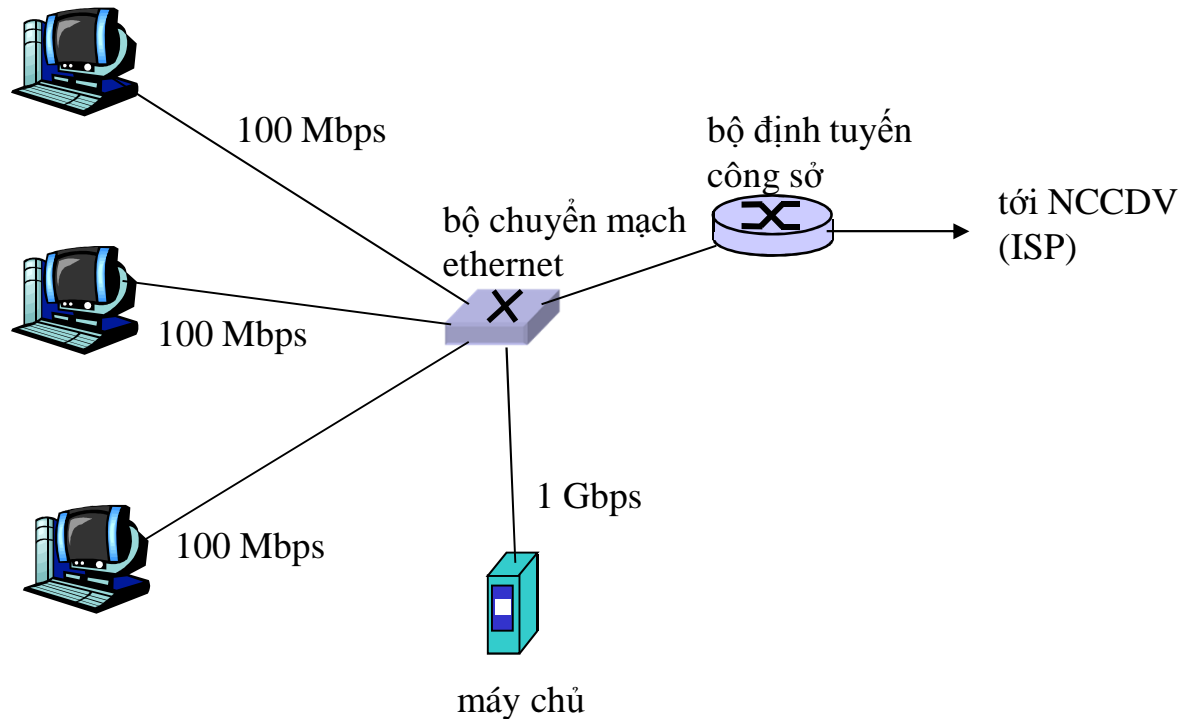 100 Mbps
bộ định tuyến
công sở
tới NCCDV
(ISP)
bộ chuyển mạch
ethernet
100 Mbps
1 Gbps
100 Mbps
máy chủ